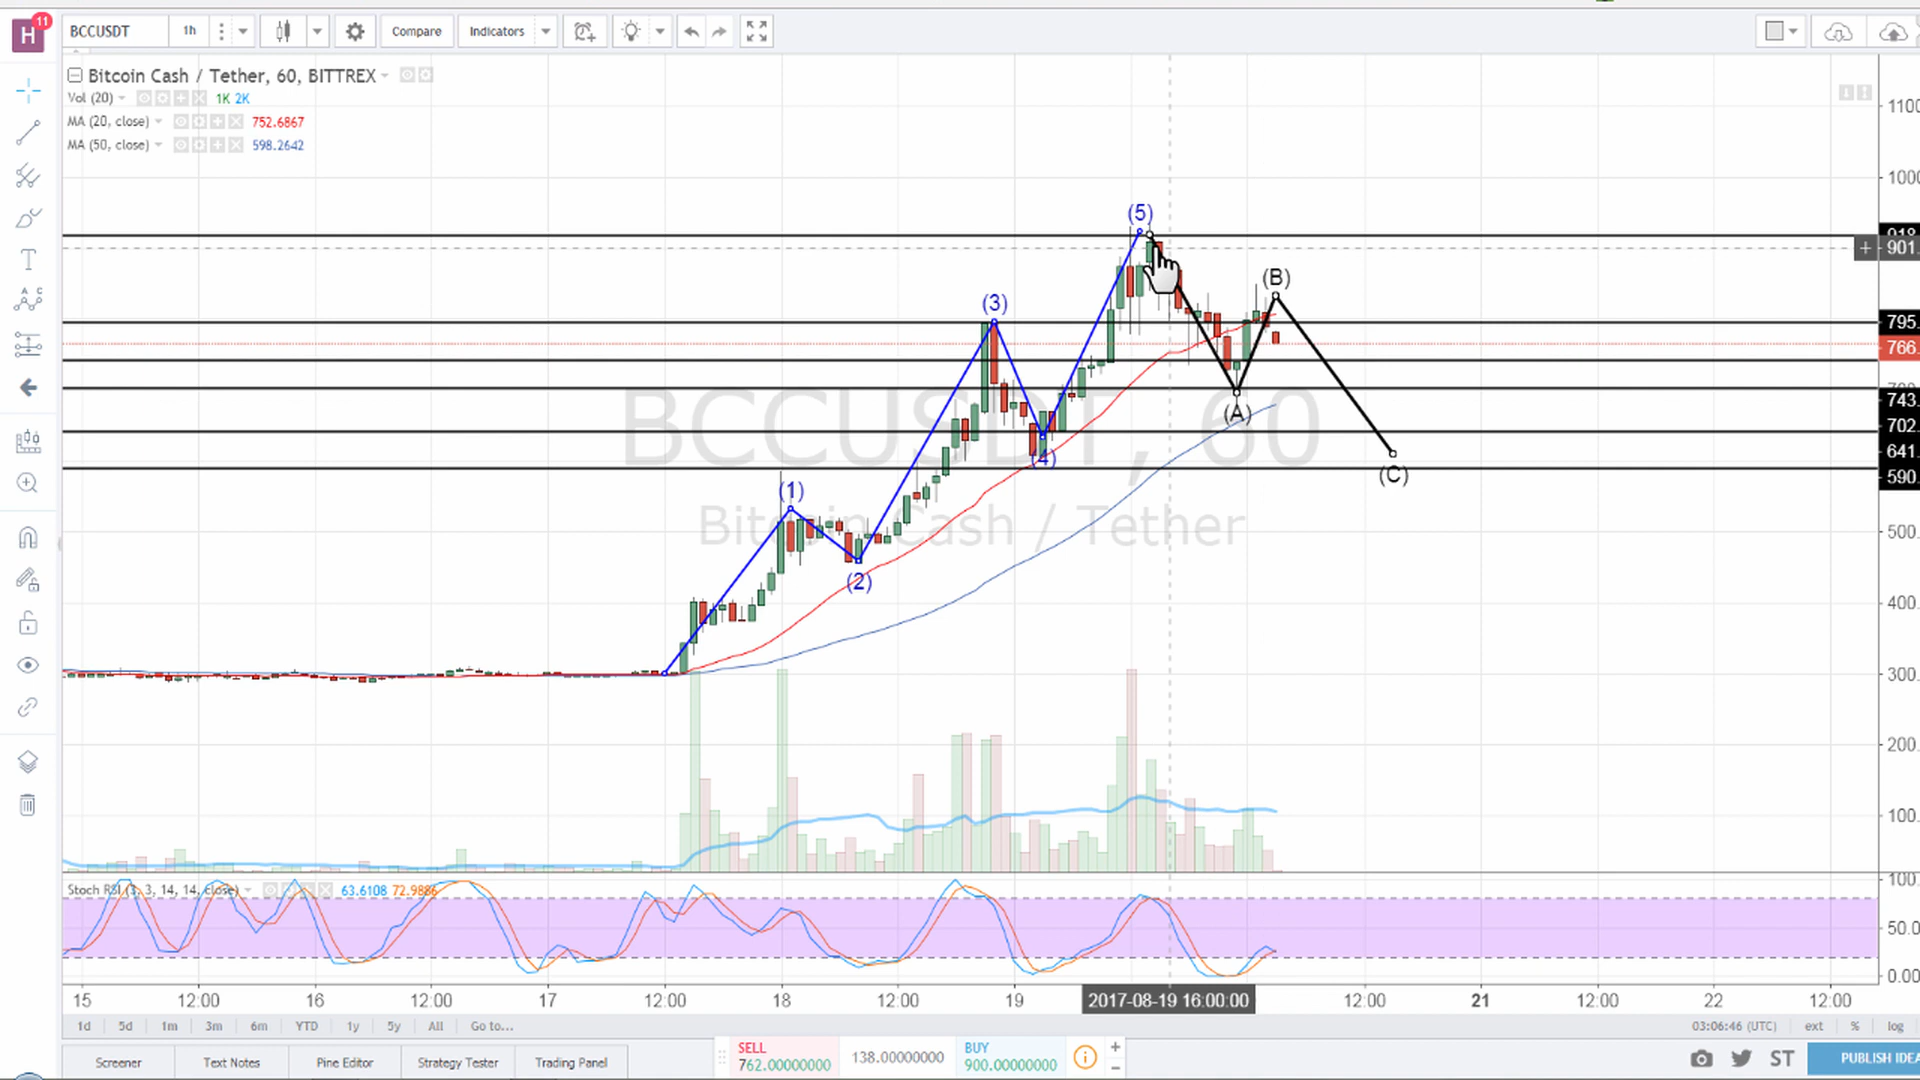 H
11
BCCUSDT
1h
Compare
Indicators
Bitcoin Cash / Tether, 60, BITTREX
Vol (20)
1K 2K
MA (20, close)
752.6867
MA (50, close)
598.2642
1100
1000
918
901
795.
766.
743.
702.
641.
590.
500.
400.
300.
200.
100.
(1)
(2)
(3)
(4)
(5)
(A)
(B)
(C)
BCCUSDT, 60
Bitcoin Cash / Tether
Stoch RSI (3, 3, 14, 14, close)
63.6108 72.9886
100.
50.0
0.00
15
12:00
16
12:00
17
12:00
18
12:00
19
2017-08-19 16:00:00
12:00
21
12:00
22
12:00
1d
5d
1m
3m
6m
YTD
1y
5y
All
Go to...
03:06:46 (UTC)
ext
%
log
Screener
Text Notes
Pine Editor
Strategy Tester
Trading Panel
SELL
762.00000000
138.00000000
BUY
900.00000000
ST
PUBLISH IDEA